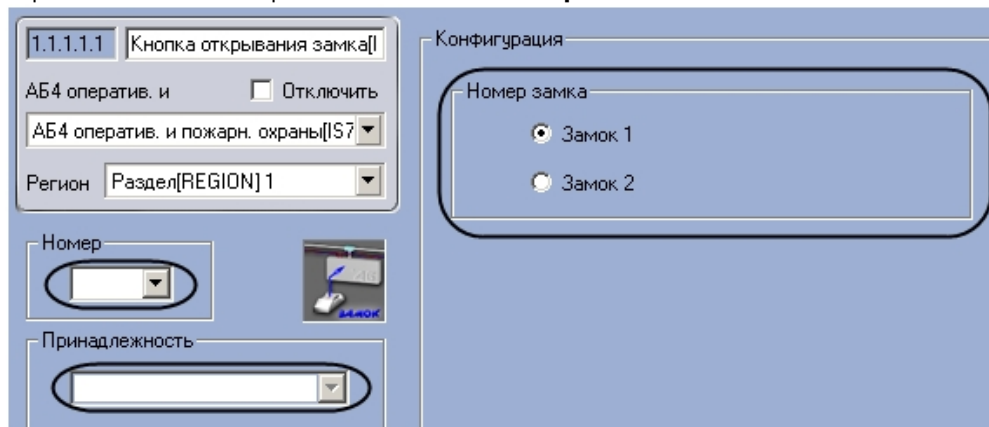 1.1.1.1.1 Кнопка открывания замка[I
АБ4 оператив. и Отключить
АБ4 оператив. и пожарн. охраны[IS7
Регион Раздел[REGION] 1
Номер
ЗАМОК
Принадлежность
Конфигурация
Номер замка
Замок 1
Замок 2